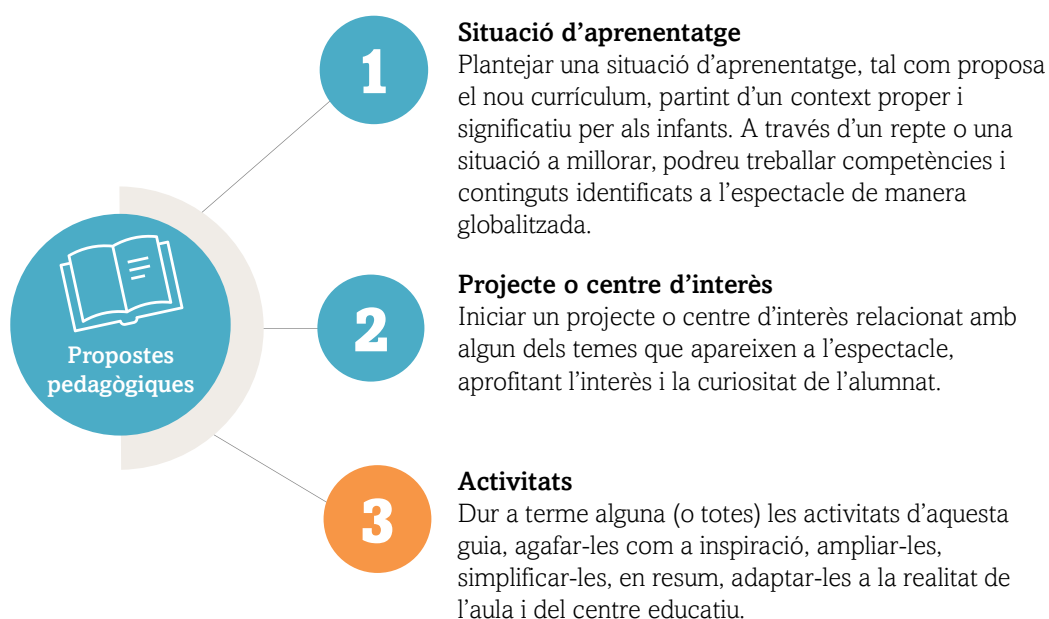 Propostes
pedagògiques
1
Situació d’aprenentatge
Plantejar una situació d’aprenentatge, tal com proposa
el nou currículum, partint d’un context proper i
significatiu per als infants. A través d’un repte o una
situació a millorar, podreu treballar competències i
continguts identificats a l’espectacle de manera
globalitzada.
2
Projecte o centre d’interès
Iniciar un projecte o centre d’interès relacionat amb
algun dels temes que apareixen a l’espectacle,
aprofitant l’interès i la curiositat de l’alumnat.
3
Activitats
Dur a terme alguna (o totes) les activitats d’aquesta
guia, agafar-les com a inspiració, ampliar-les,
simplificar-les, en resum, adaptar-les a la realitat de
l’aula i del centre educatiu.